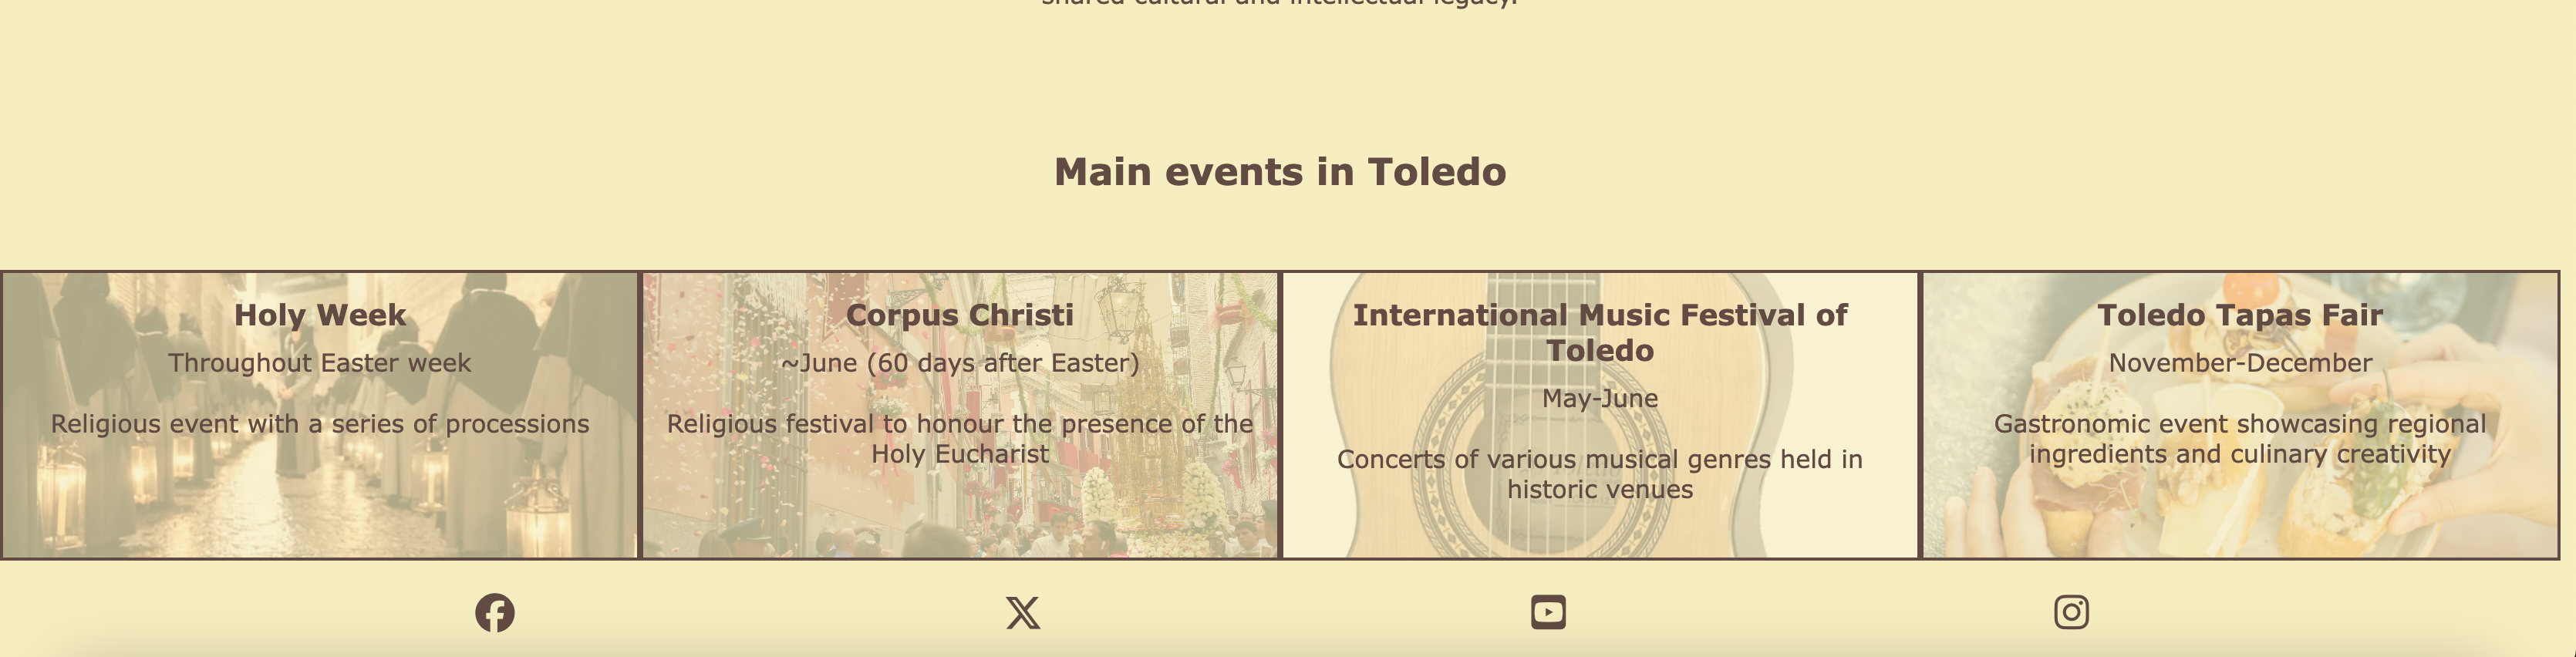 shared cultural and intellectual legacy.
Main events in Toledo
Holy Week
Throughout Easter week
Religious event with a series of processions
Corpus Christi
~June (60 days after Easter)
Religious festival to honour the presence of the
Holy Eucharist
International Music Festival of
Toledo
May-June
Concerts of various musical genres held in
historic venues
Toledo Tapas Fair
November-December
Gastronomic event showcasing regional
ingredients and culinary creativity